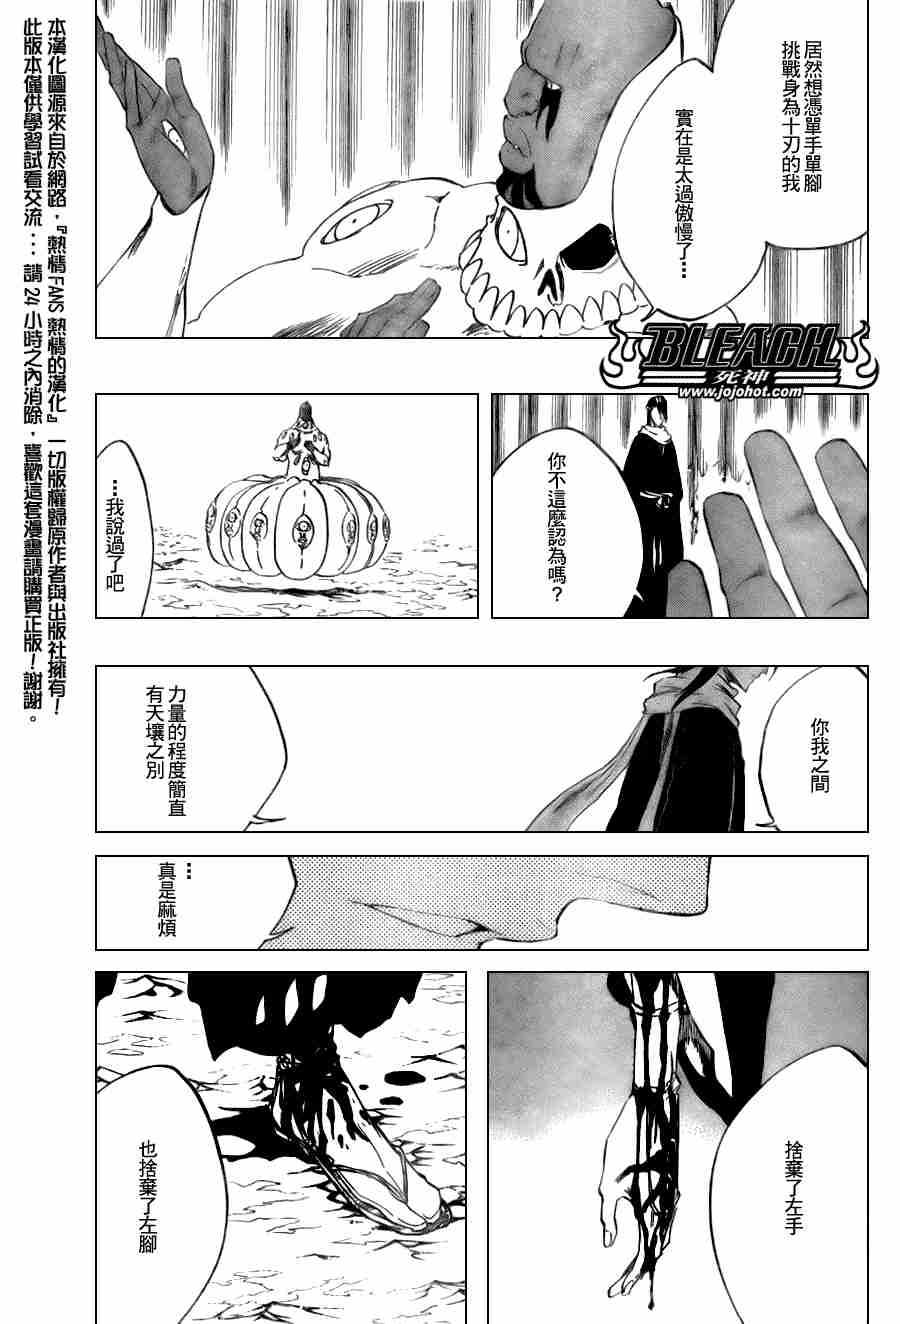 本漢化圖源來自於網路，『熱情FANS熱情的漢化』一切版權歸原作者與出版社擁有！
此版本僅供學習試看交流…請24小時之內消除，喜歡這套漫畫請購買正版！謝謝。
居然想憑單手單腳
挑戰身為十刃的我
實在是太過傲慢了…
BLEACH
死神
www.jojohot.com
你不這麼認為嗎？
…我說過了吧
你我之間
力量的程度簡直
有天壤之別
…
真是麻煩
捨棄了左手
也捨棄了左腳